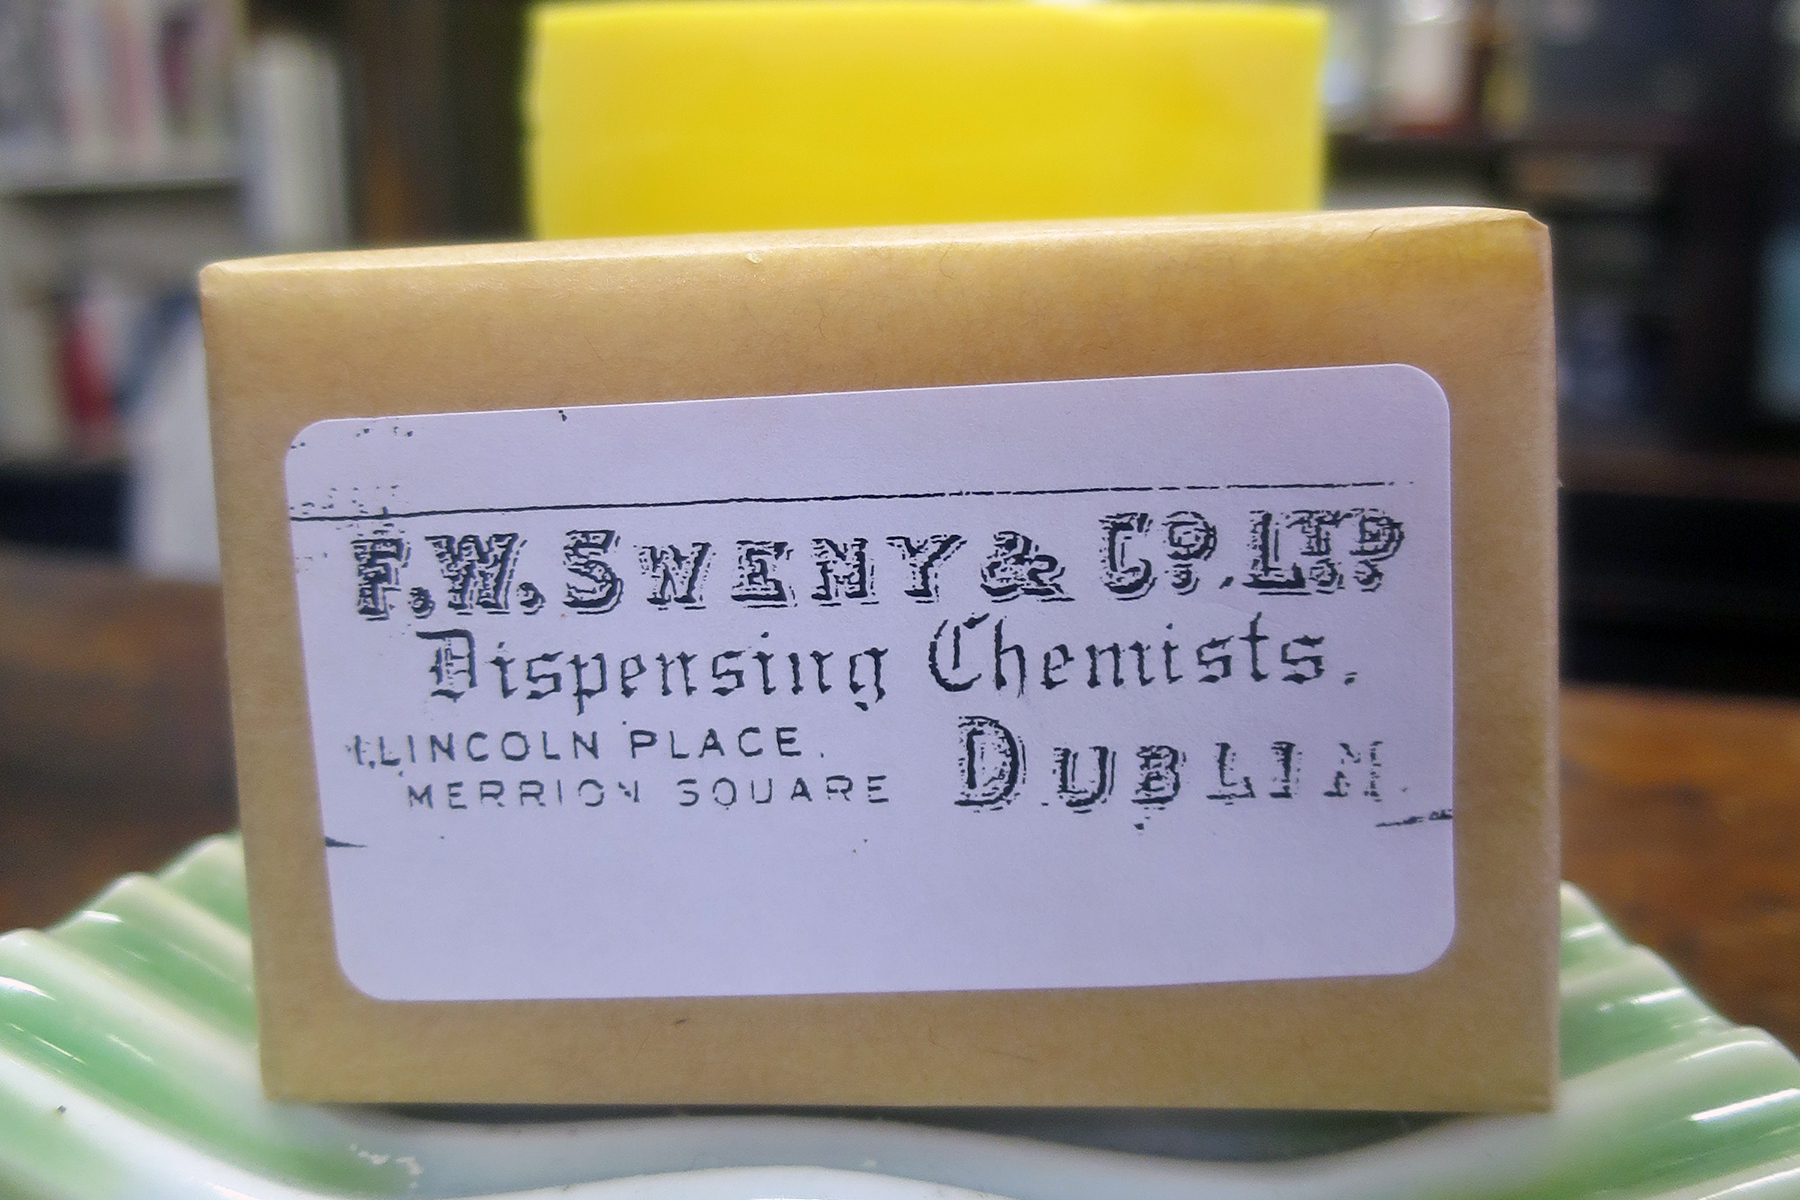 F.W. SWENY & CO. LTD
Dispensing Chemists.
1, LINCOLN PLACE,
MERRION SQUARE
DUBLIN.